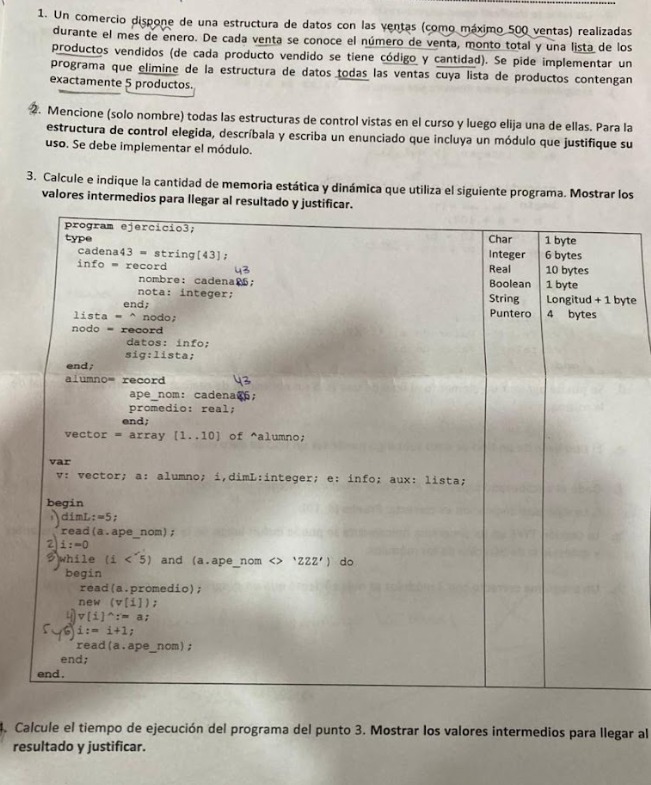 1. Un comercio dispone de una estructura de datos con las ventas (como máximo 500 ventas) realizadas
durante el mes de enero. De cada venta se conoce el número de venta, monto total y una lista de los
productos vendidos (de cada producto vendido se tiene código y cantidad). Se pide implementar un
programa que elimine de la estructura de datos todas las ventas cuya lista de productos contengan
exactamente 5 productos.
2. Mencione (solo nombre) todas las estructuras de control vistas en el curso y luego elija una de ellas. Para la
estructura de control elegida, descríbala y escriba un enunciado que incluya un módulo que justifique su
uso. Se debe implementar el módulo.
3. Calcule e indique la cantidad de memoria estática y dinámica que utiliza el siguiente programa. Mostrar los
valores intermedios para llegar al resultado y justificar.
program ejercicio3;
type
cadena43 = string[43];
info = record
43
nombre: cadena
nota: integer;
end;
lista = ^ nodo;
nodo = record
datos: info;
sig:lista;
end;
alumno= record
43
ape_nom: cadena
promedio: real;
end;
vector = array [1..10] of ^alumno;
var
v: vector; a: alumno; i,dimL:integer; e: info; aux: lista;
begin
1) dimL:=5;
read(a.ape_nom);
2) i:=0
3) while (i < 5) and (a.ape_nom <> 'ZZZ') do
begin
read(a.promedio);
new (v[i]);
4) v[i]^:= a;
5 y 6) i:= i+1;
read(a.ape_nom);
end;
end.
Char 1 byte
Integer 6 bytes
Real 10 bytes
Boolean 1 byte
String Longitud + 1 byte
Puntero 4 bytes
4. Calcule el tiempo de ejecución del programa del punto 3. Mostrar los valores intermedios para llegar al
resultado y justificar.